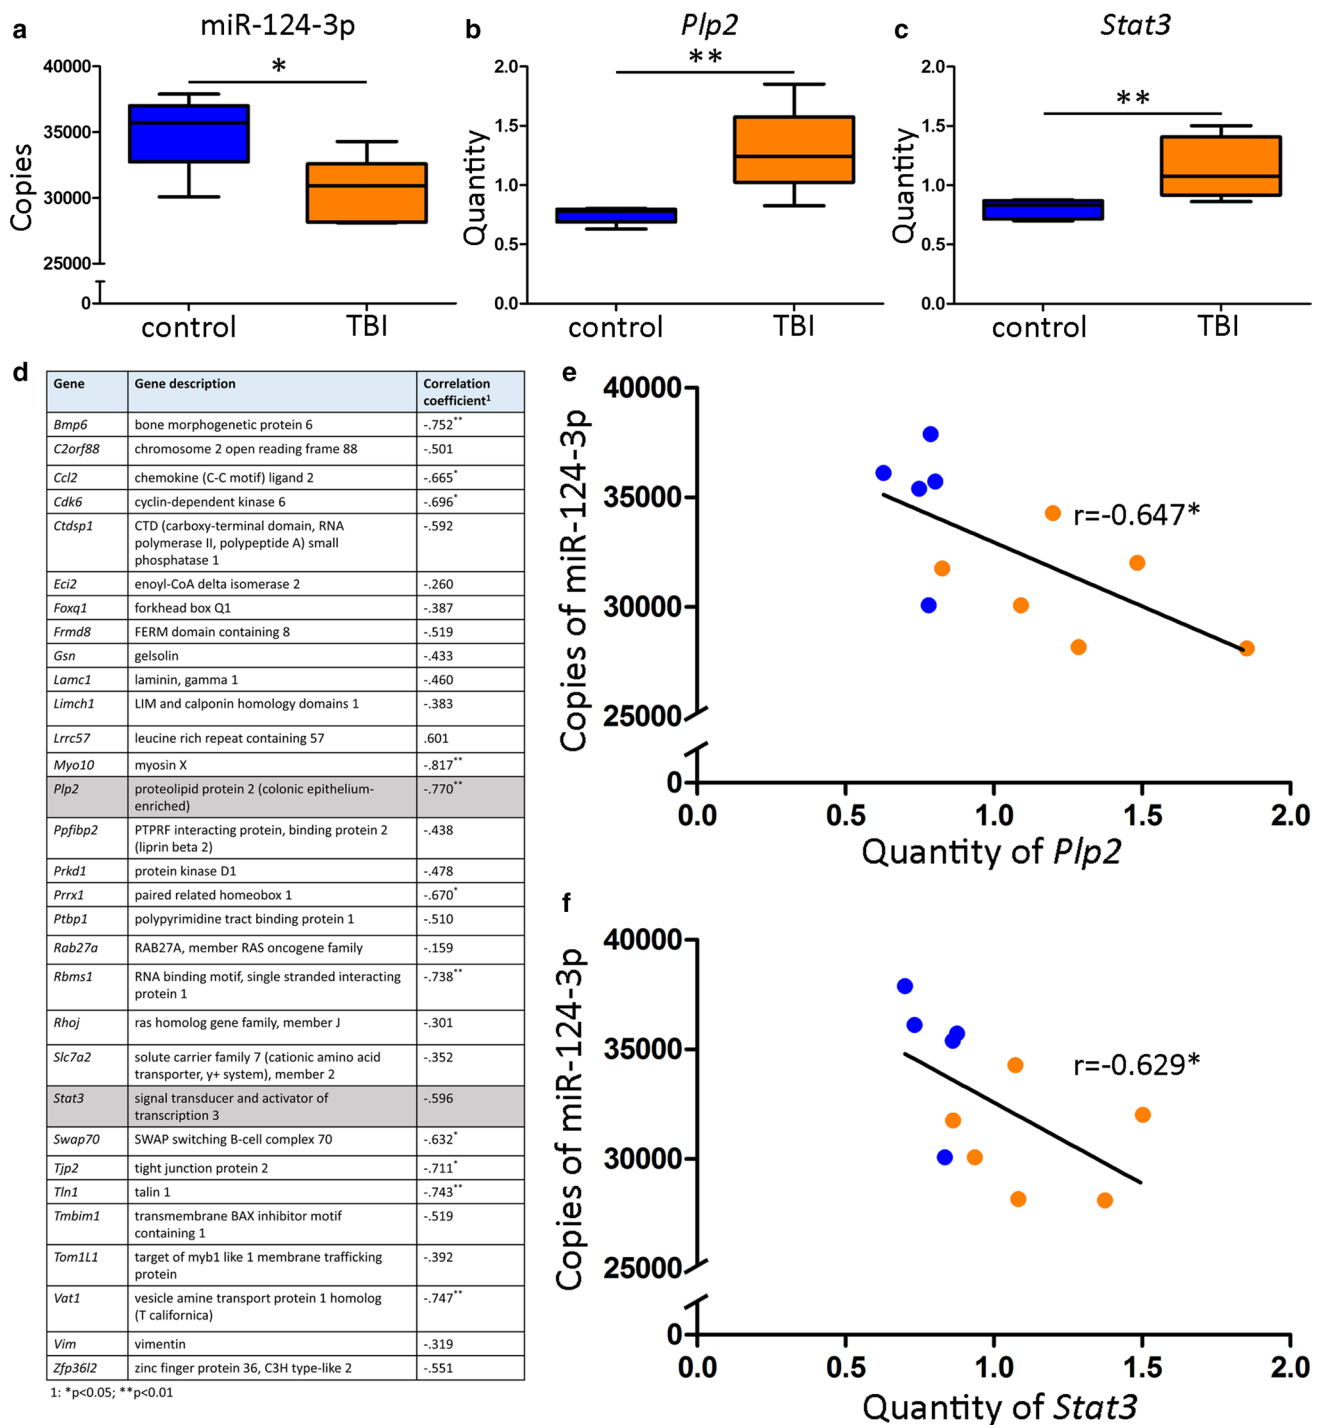 a
miR-124-3p
*
Copies
40000
35000
30000
25000
0
control
TBI
b
Plp2
**
Quantity
2.0
1.5
1.0
0.5
0.0
control
TBI
c
Stat3
**
Quantity
2.0
1.5
1.0
0.5
0.0
control
TBI
d
Gene Gene description Correlation
coefficient1
Bmp6 bone morphogenetic protein 6 -.752**
C2orf88 chromosome 2 open reading frame 88 -.501
Ccl2 chemokine (C-C motif) ligand 2 -.665*
Cdk6 cyclin-dependent kinase 6 -.696*
Ctdsp1 CTD (carboxy-terminal domain, RNA -.592
polymerase II, polypeptide A) small
phosphatase 1
Eci2 enoyl-CoA delta isomerase 2 -.260
Foxq1 forkhead box Q1 -.387
Frmd8 FERM domain containing 8 -.519
Gsn gelsolin -.433
Lamc1 laminin, gamma 1 -.460
Limch1 LIM and calponin homology domains 1 -.383
Lrrc57 leucine rich repeat containing 57 .601
Myo10 myosin X -.817**
Plp2 proteolipid protein 2 (colonic epithelium- -.770**
enriched)
Ppfibp2 PTPRF interacting protein, binding protein 2 -.438
(liprin beta 2)
Prkd1 protein kinase D1 -.478
Prrx1 paired related homeobox 1 -.670*
Ptbp1 polypyrimidine tract binding protein 1 -.510
Rab27a RAB27A, member RAS oncogene family -.159
Rbms1 RNA binding motif, single stranded interacting -.738**
protein 1
Rhoj ras homolog gene family, member J -.301
Slc7a2 solute carrier family 7 (cationic amino acid -.352
transporter, y+ system), member 2
Stat3 signal transducer and activator of -.596
transcription 3
Swap70 SWAP switching B-cell complex 70 -.632*
Tjp2 tight junction protein 2 -.711*
Tln1 talin 1 -.743**
Tmbim1 transmembrane BAX inhibitor motif -.519
containing 1
Tom1L1 target of myb1 like 1 membrane trafficking -.392
protein
Vat1 vesicle amine transport protein 1 homolog -.747**
(T californica)
Vim vimentin -.319
Zfp36l2 zinc finger protein 36, C3H type-like 2 -.551
1: *p<0.05; **p<0.01
e
Copies of miR-124-3p
40000
35000
30000
25000
0
r=-0.647*
0.0 0.5 1.0 1.5 2.0
Quantity of Plp2
f
Copies of miR-124-3p
40000
35000
30000
25000
0
r=-0.629*
0.0 0.5 1.0 1.5 2.0
Quantity of Stat3